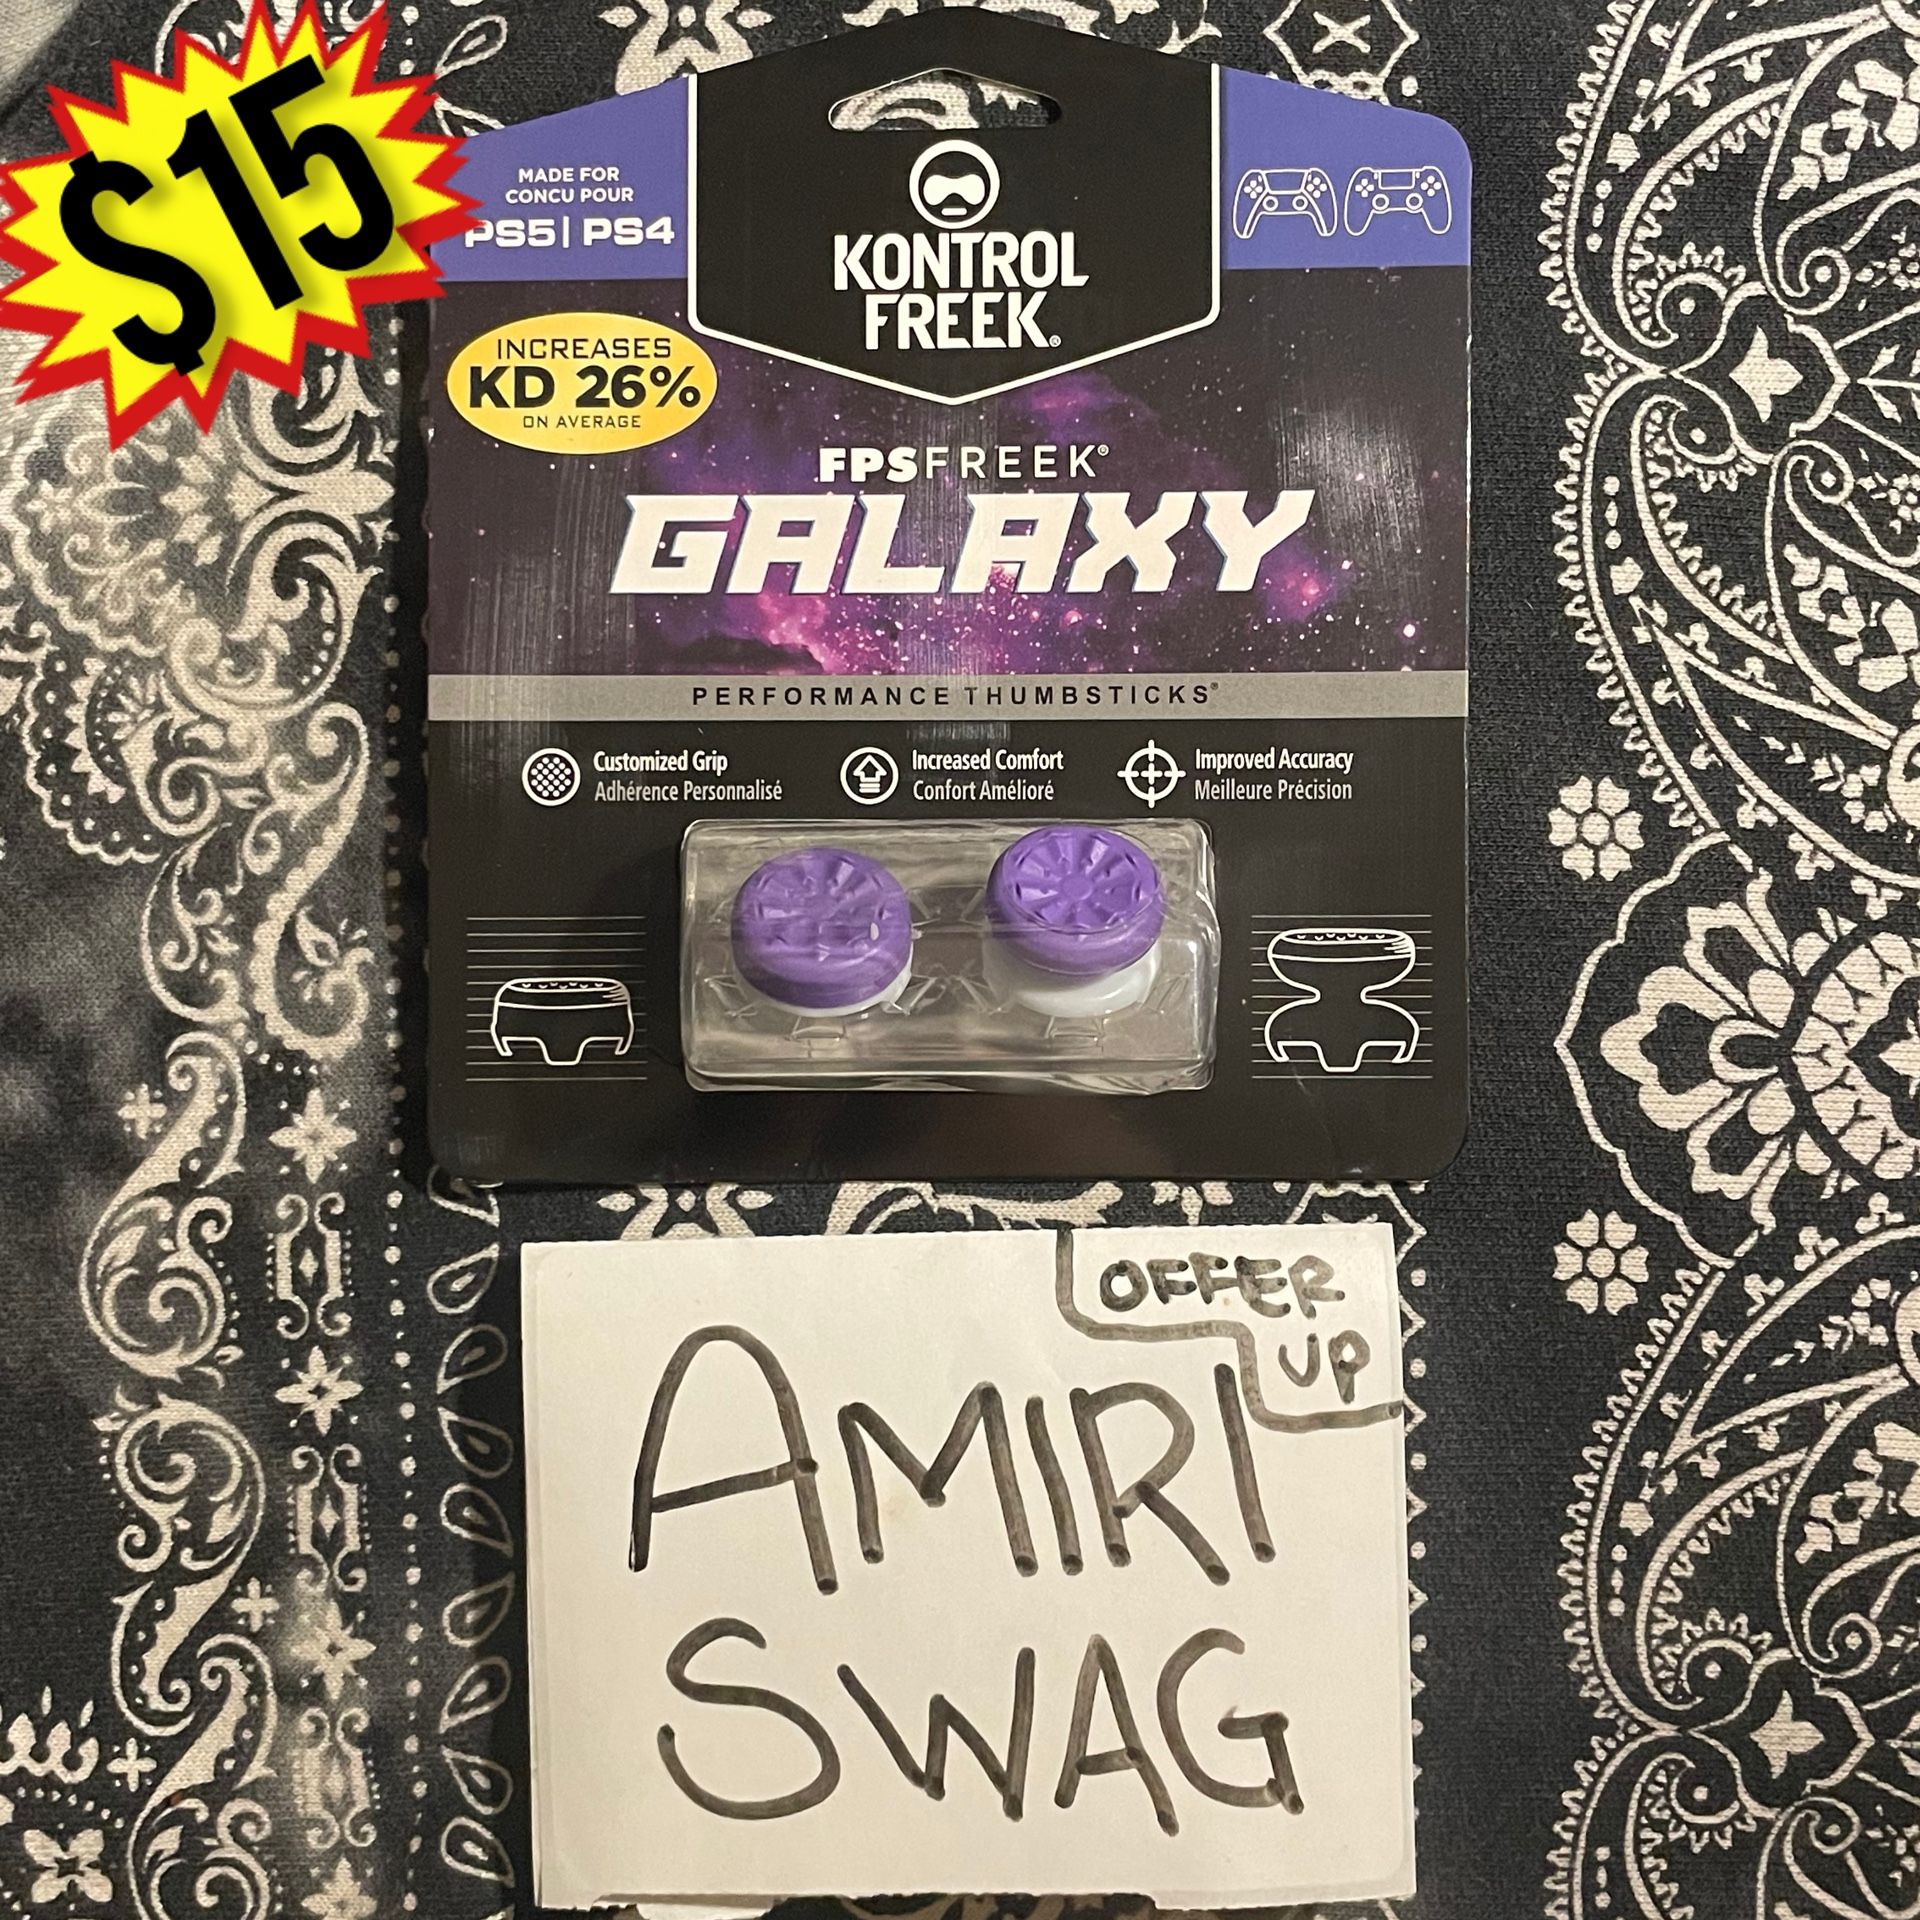 $15
MADE FOR
CONCU POUR
PS5 | PS4
KONTROL
FREEK®
INCREASES
KD 26%
ON AVERAGE
FPSFREEK®
GALAXY
PERFORMANCE THUMBSTICKS®
Customized Grip
Adhérence Personnalisé
Increased Comfort
Confort Amélioré
Improved Accuracy
Meilleure Précision
OFFER
UP
AMIRI
SWAG